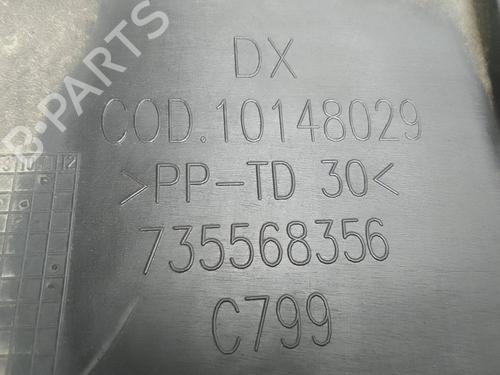 B-PARTS
DX
COD.10148029
>PP-TD 30<
735568356
C799